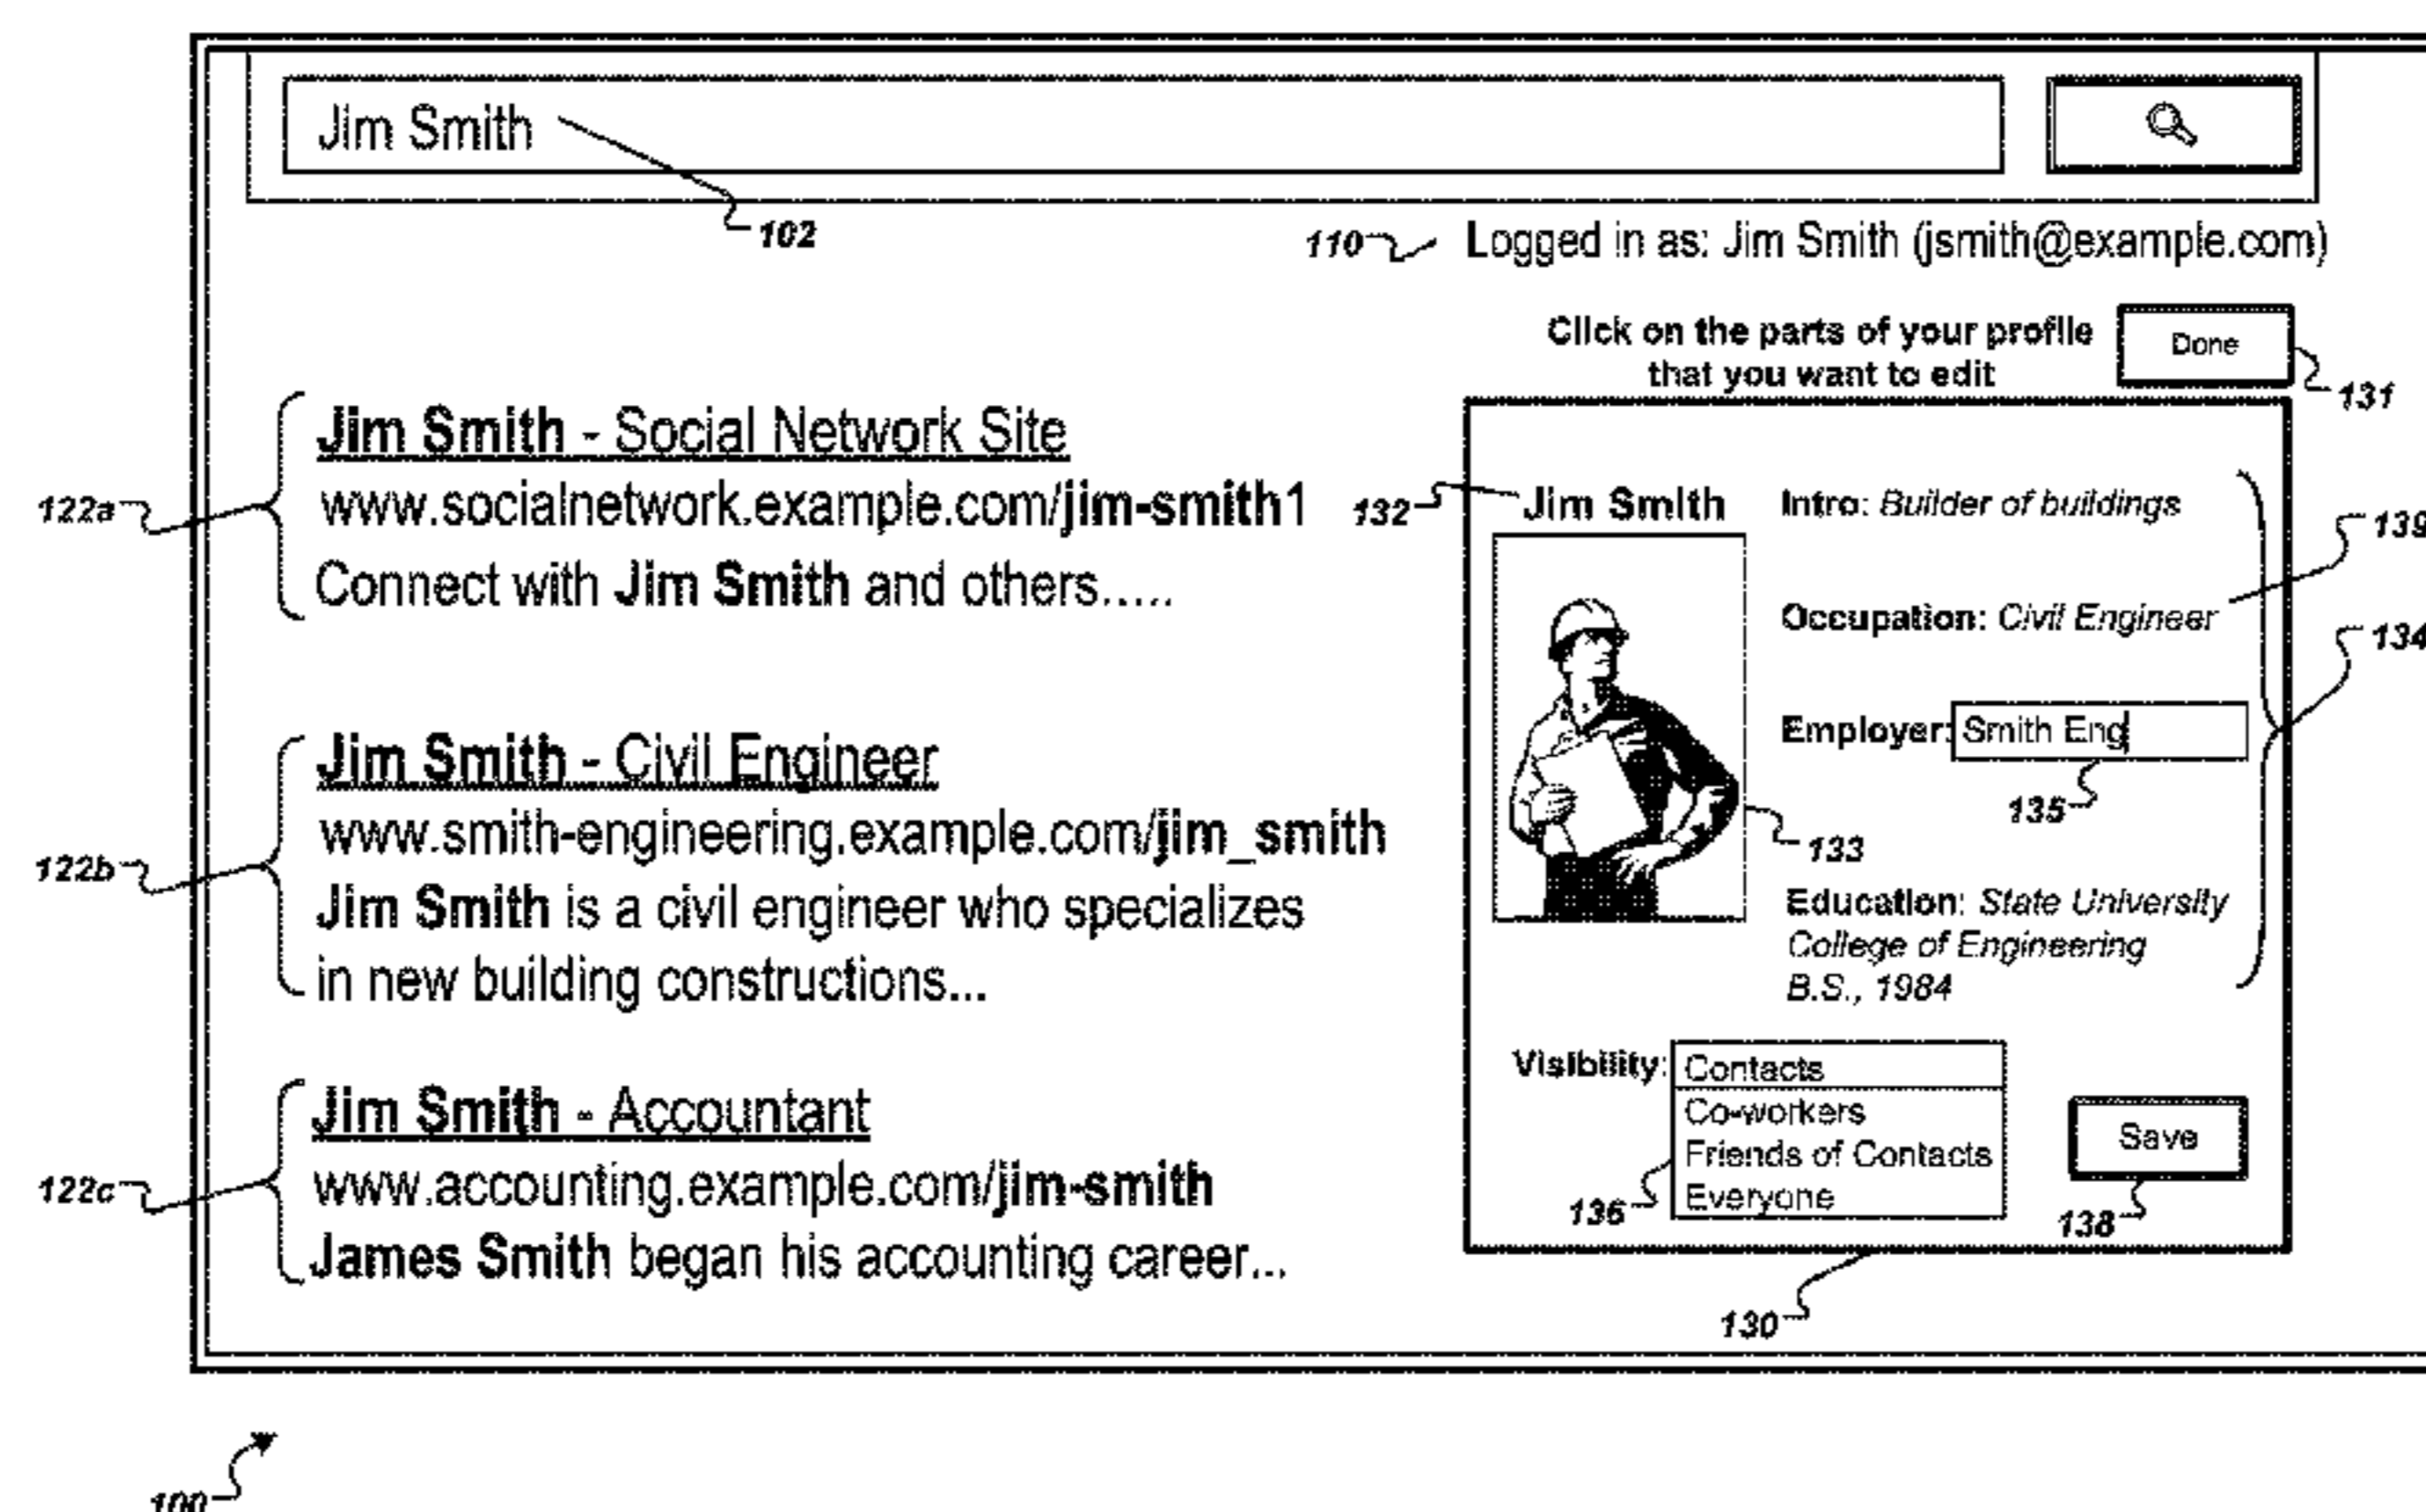 Jim Smith
102
110 Logged in as: Jim Smith (jsmith@example.com)
Click on the parts of your profile
that you want to edit
Done
131
122a
Jim Smith - Social Network Site
www.socialnetwork.example.com/jim-smith1
Connect with Jim Smith and others.....
122b
Jim Smith - Civil Engineer
www.smith-engineering.example.com/jim_smith
Jim Smith is a civil engineer who specializes
in new building constructions...
122c
Jim Smith - Accountant
www.accounting.example.com/jim-smith
James Smith began his accounting career...
132
Jim Smith
Intro: Builder of buildings
139
Occupation: Civil Engineer
134
Employer: Smith Eng
135
133
Education: State University
College of Engineering
B.S., 1984
Visibility: Contacts
Co-workers
Friends of Contacts
Everyone
136
Save
138
130
100